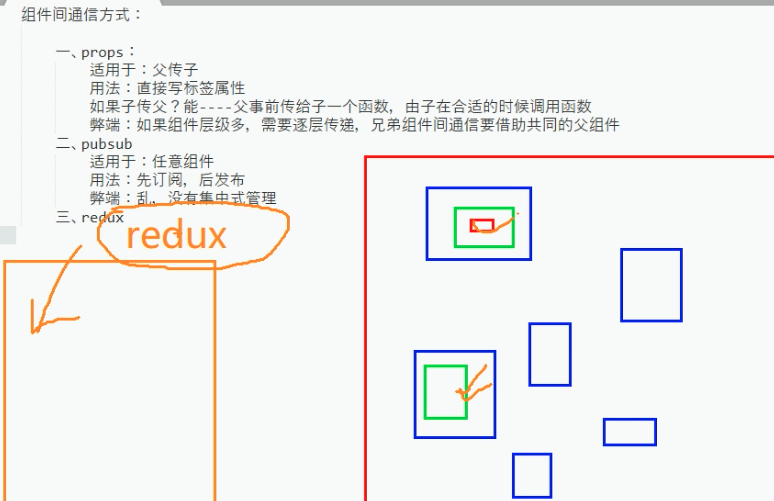 组件间通信方式：
一、props：
适用于：父传子
用法：直接写标签属性
如果子传父？能----父事前传给子一个函数，由子在合适的时候调用函数
弊端：如果组件层级多，需要逐层传递，兄弟组件间通信要借助共同的父组件
二、pubsub
适用于：任意组件
用法：先订阅，后发布
弊端：乱，没有集中式管理
三、redux
redux